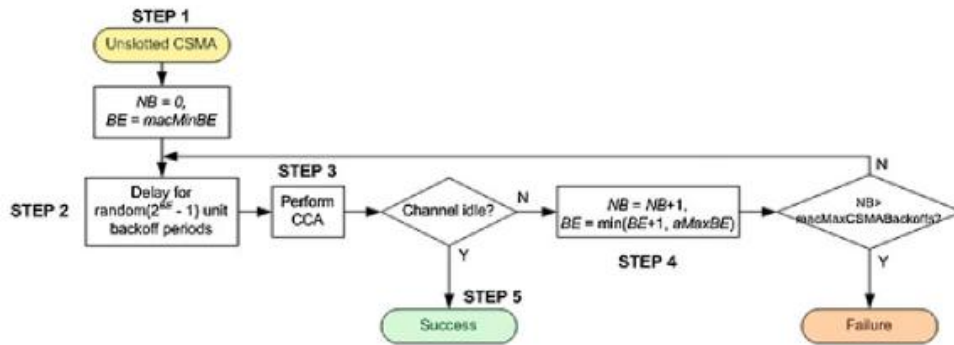 STEP 1
Unslotted CSMA
NB = 0,
BE = macMinBE
STEP 2
Delay for
random(2^BE - 1) unit
backoff periods
STEP 3
Perform
CCA
Channel idle?
N
Y
NB = NB+1,
BE = min(BE+1, aMaxBE)
STEP 4
NB>
macMaxCSMABackoffs?
N
Y
STEP 5
Success
Failure